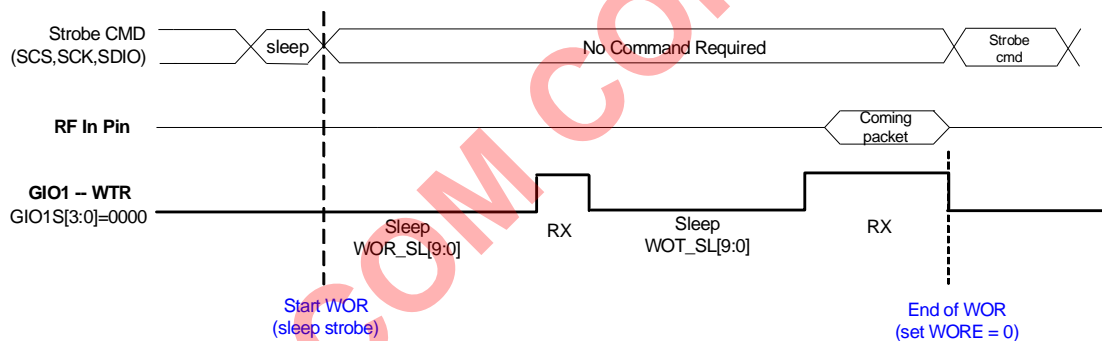 Strobe CMD
(SCS,SCK,SDIO)
sleep
No Command Required
Strobe
cmd
RF In Pin
Coming
packet
GIO1 -- WTR
GIO1S[3:0]=0000
Sleep
WOR_SL[9:0]
RX
Sleep
WOT_SL[9:0]
RX
Start WOR
(sleep strobe)
End of WOR
(set WORE = 0)
COM CO